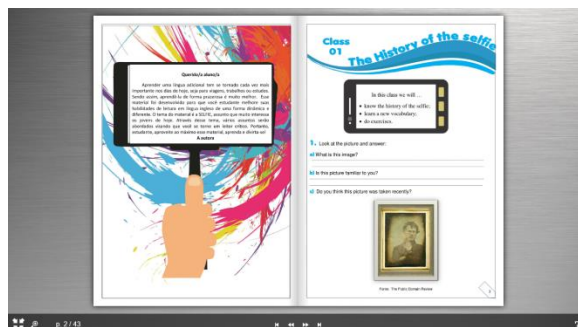 Querido/a aluno/a
Aprender uma língua adicional tem se tornado cada vez mais
importante nos dias de hoje, seja para viagens, trabalhos ou estudos.
Sendo assim, aprendê-la de forma prazerosa é muito melhor. Esse
material foi desenvolvido para que você estudante melhore suas
habilidades de leitura em língua inglesa de uma forma dinâmica e
diferente. O tema do material é a SELFIE, assunto que muito interessa
os jovens de hoje. Através desse tema, vários assuntos serão
abordados visando que você se torne um leitor crítico. Portanto,
estudante, aproveite ao máximo esse material, aprenda e divirta-se!
A autora
Class
01
The History of the selfie
In this class we will ...
• know the history of the selfie;
• learn a new vocabulary;
• do exercises.
1. Look at the picture and answer:
a) What is this image?
b) Is this picture familiar to you?
c) Do you think this picture was taken recently?
Fonte: The Public Domain Review
p. 2 / 43